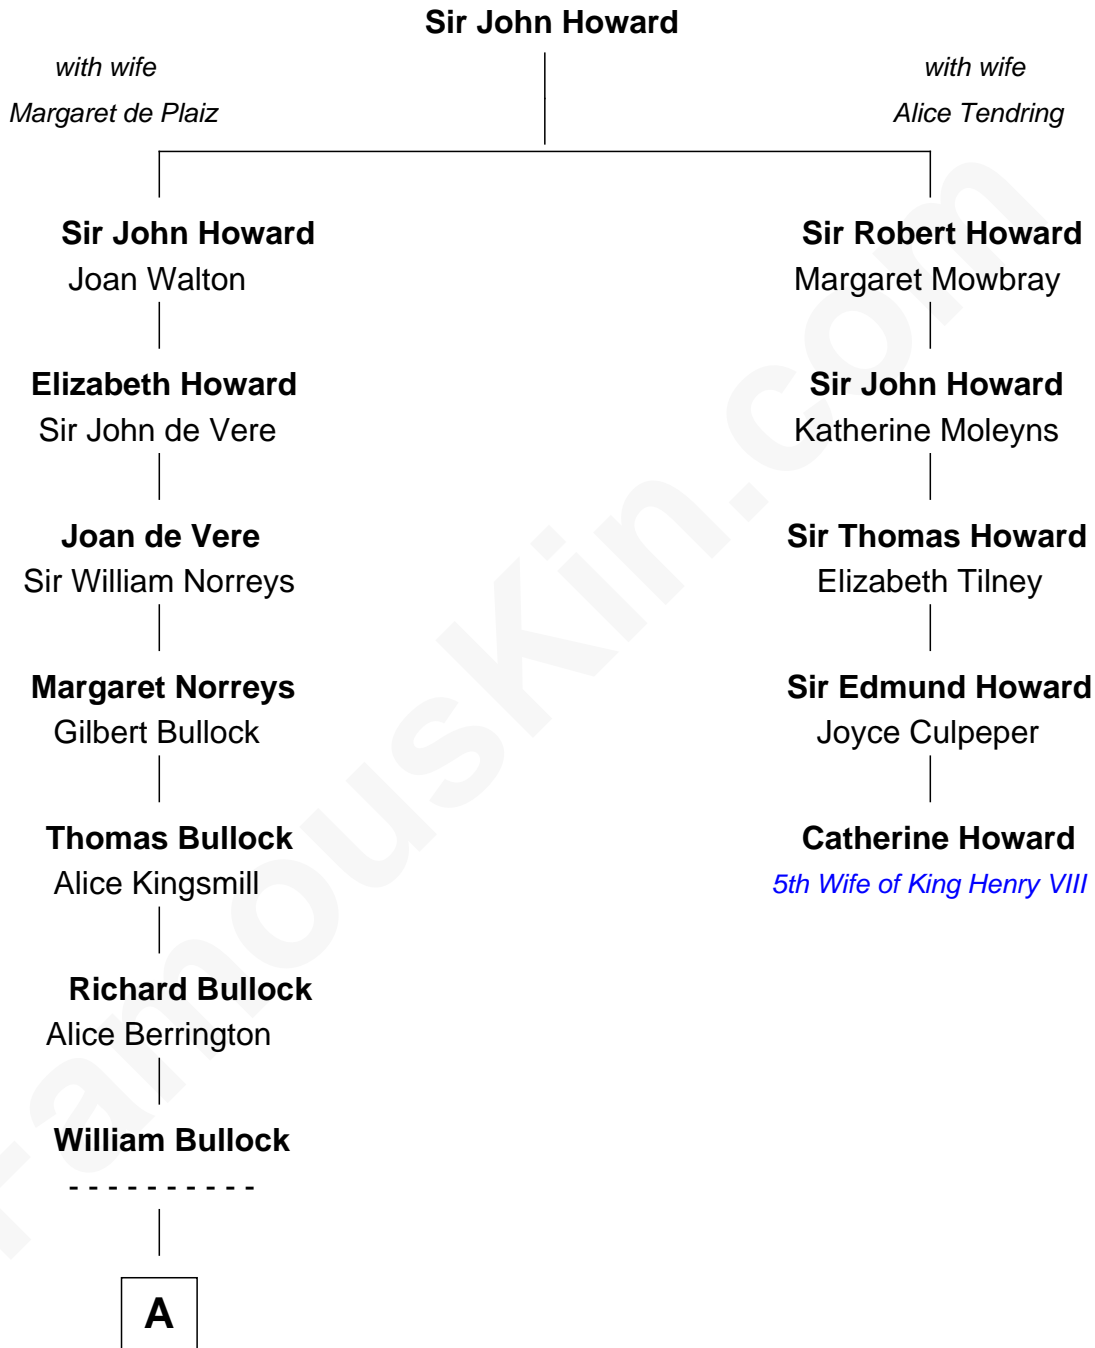 Sir John Howard
with wife
Margaret de Plaiz
with wife
Alice Tendring
Sir John Howard
Joan Walton
Sir Robert Howard
Margaret Mowbray
Elizabeth Howard
Sir John de Vere
Sir John Howard
Katherine Moleyns
Joan de Vere
Sir William Norreys
Sir Thomas Howard
Elizabeth Tilney
Margaret Norreys
Gilbert Bullock
Sir Edmund Howard
Joyce Culpeper
Thomas Bullock
Alice Kingsmill
Catherine Howard
5th Wife of King Henry VIII
Richard Bullock
Alice Berrington
William Bullock
- - - - - - - - - -
A
FamousKin.com